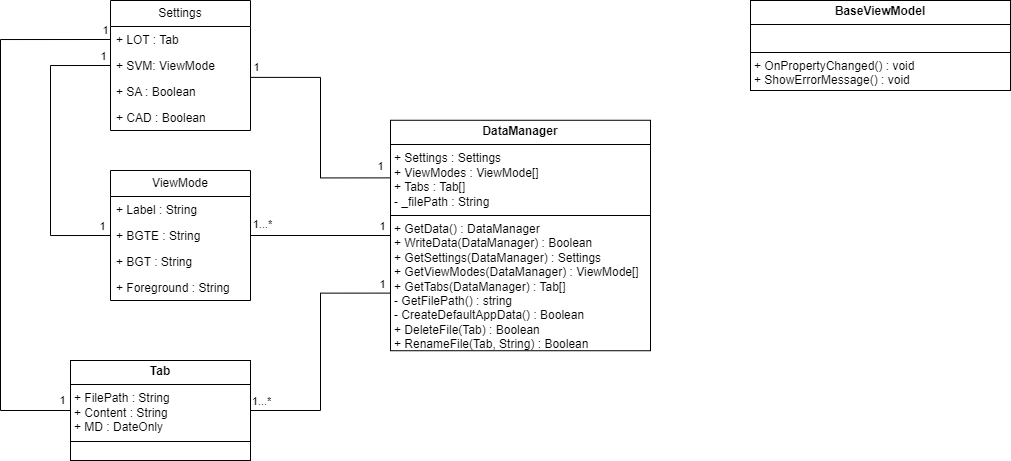 Settings
+ LOT : Tab
+ SVM: ViewMode
+ SA : Boolean
+ CAD : Boolean
1
1
1
ViewMode
+ Label : String
+ BGTE : String
+ BGT : String
+ Foreground : String
1
1...*
Tab
+ FilePath : String
+ Content : String
+ MD : DateOnly
1
1...*
DataManager
+ Settings : Settings
+ ViewModes : ViewMode[]
+ Tabs : Tab[]
- _filePath : String
+ GetData() : DataManager
+ WriteData(DataManager) : Boolean
+ GetSettings(DataManager) : Settings
+ GetViewModes(DataManager) : ViewMode[]
+ GetTabs(DataManager) : Tab[]
- GetFilePath() : string
- CreateDefaultAppData() : Boolean
+ DeleteFile(Tab) : Boolean
+ RenameFile(Tab, String) : Boolean
1
1
1
BaseViewModel
+ OnPropertyChanged() : void
+ ShowErrorMessage() : void